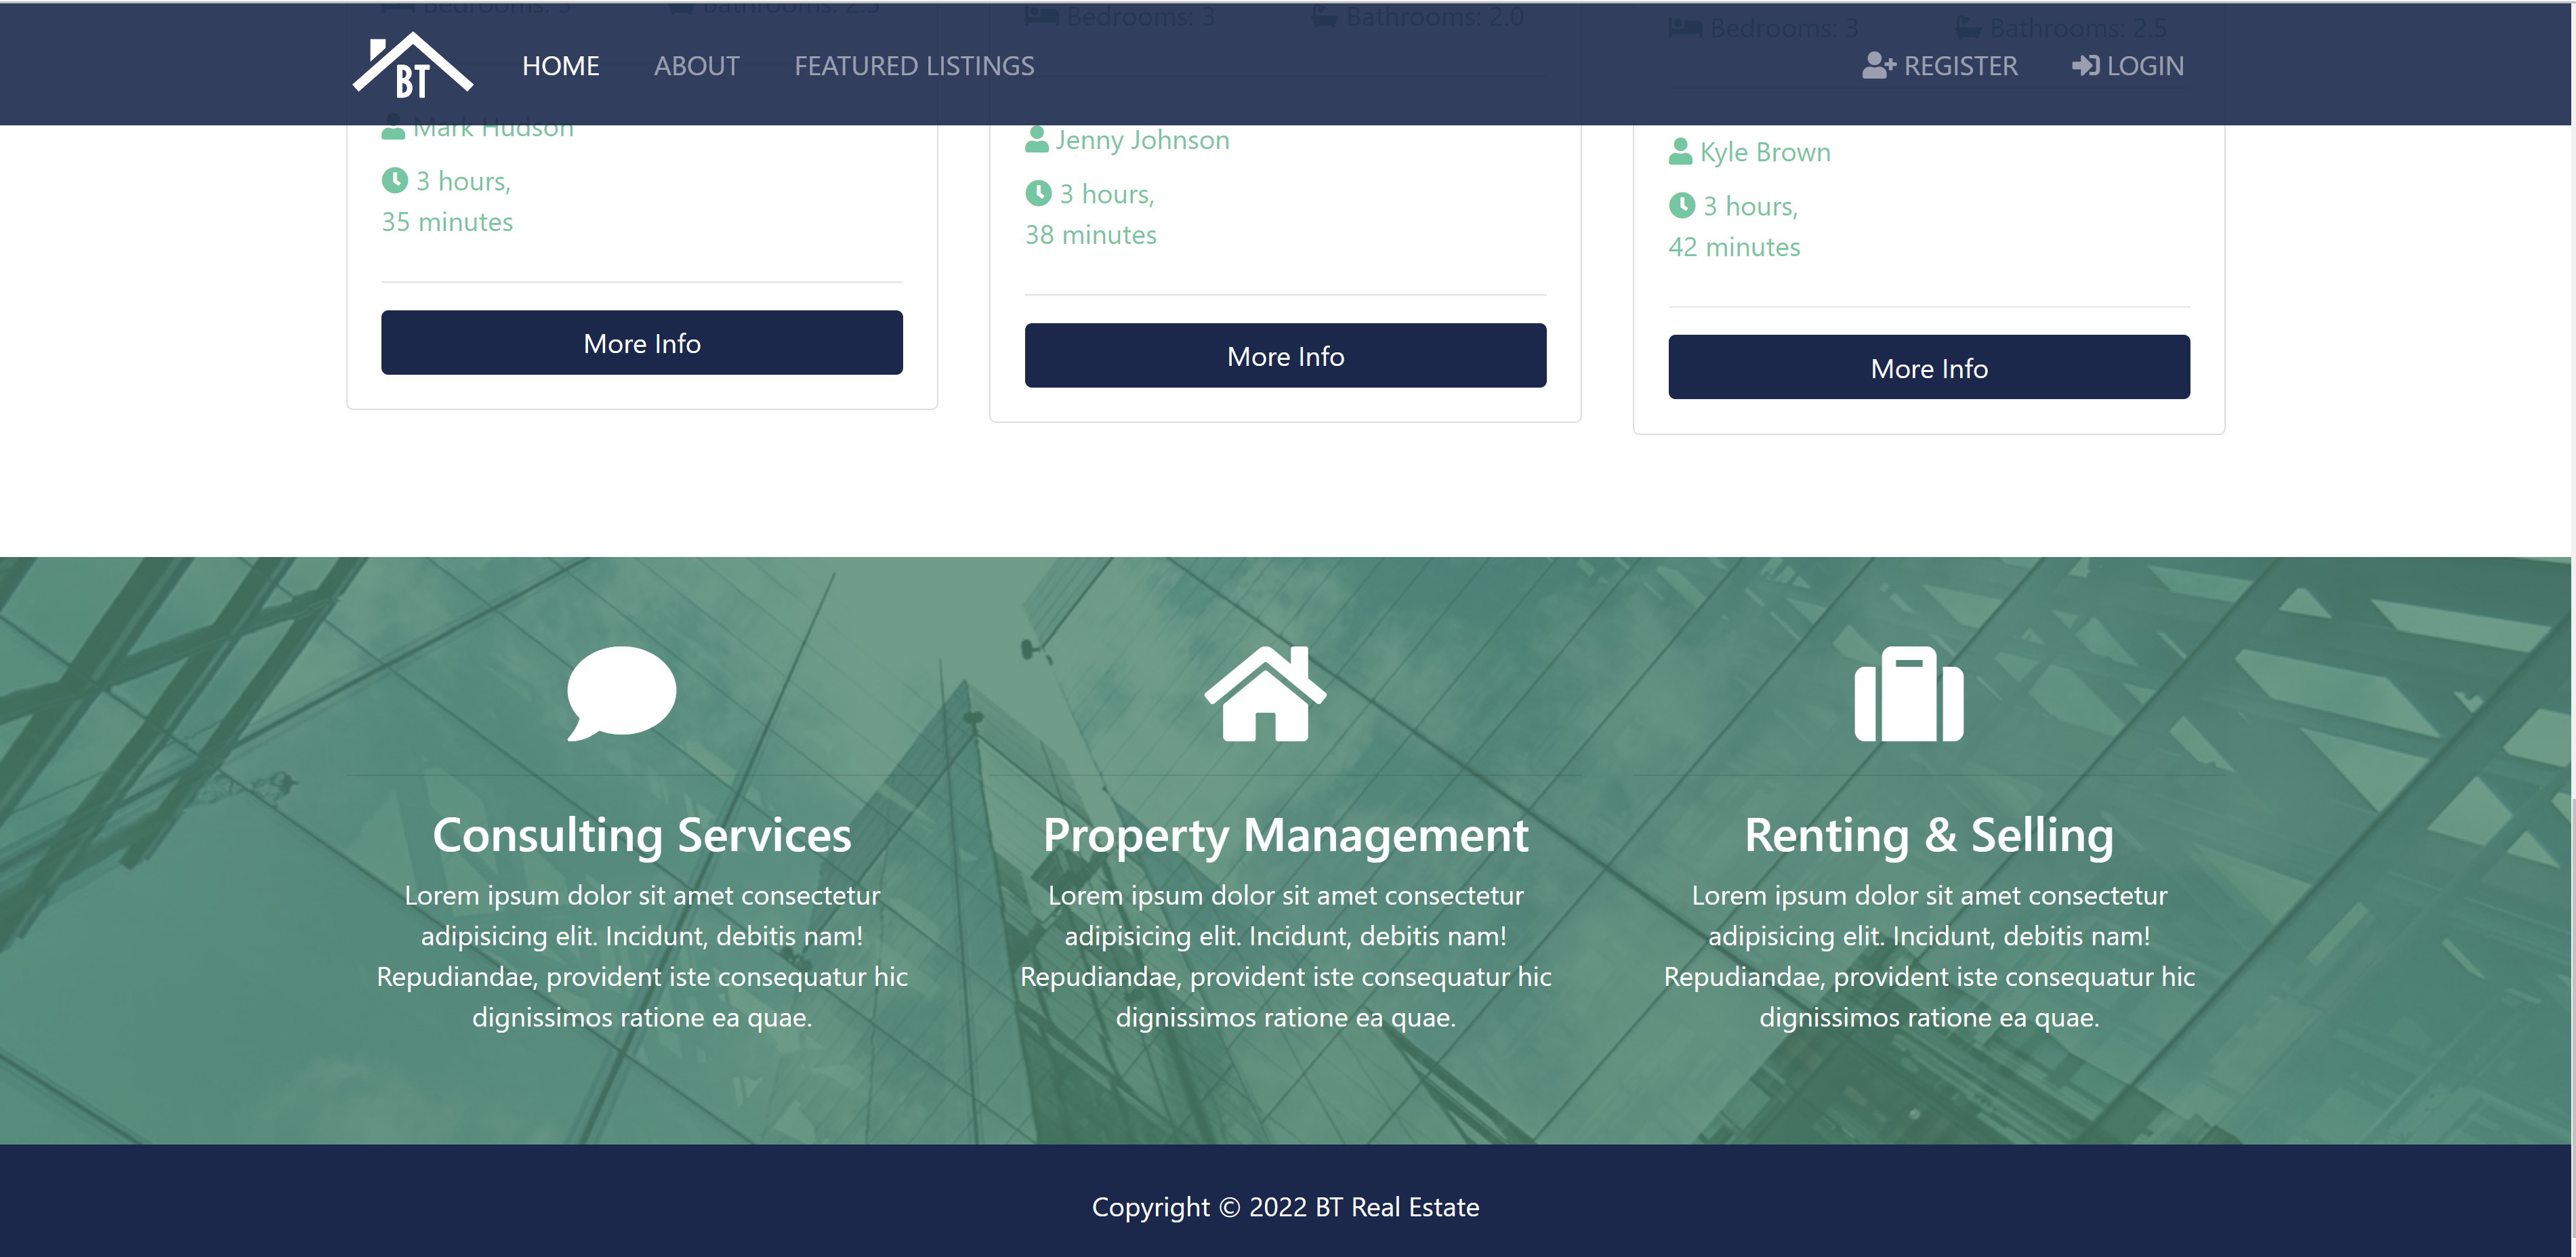 Bedrooms: 3 Bathrooms: 2.5
Bedrooms: 3 Bathrooms: 2.0
Bedrooms: 3 Bathrooms: 2.5
BT
HOME ABOUT FEATURED LISTINGS REGISTER LOGIN
Mark Hudson
3 hours,
35 minutes
More Info
Jenny Johnson
3 hours,
38 minutes
More Info
Kyle Brown
3 hours,
42 minutes
More Info
Consulting Services
Lorem ipsum dolor sit amet consectetur
adipisicing elit. Incidunt, debitis nam!
Repudiandae, provident iste consequatur hic
dignissimos ratione ea quae.
Property Management
Lorem ipsum dolor sit amet consectetur
adipisicing elit. Incidunt, debitis nam!
Repudiandae, provident iste consequatur hic
dignissimos ratione ea quae.
Renting & Selling
Lorem ipsum dolor sit amet consectetur
adipisicing elit. Incidunt, debitis nam!
Repudiandae, provident iste consequatur hic
dignissimos ratione ea quae.
Copyright © 2022 BT Real Estate